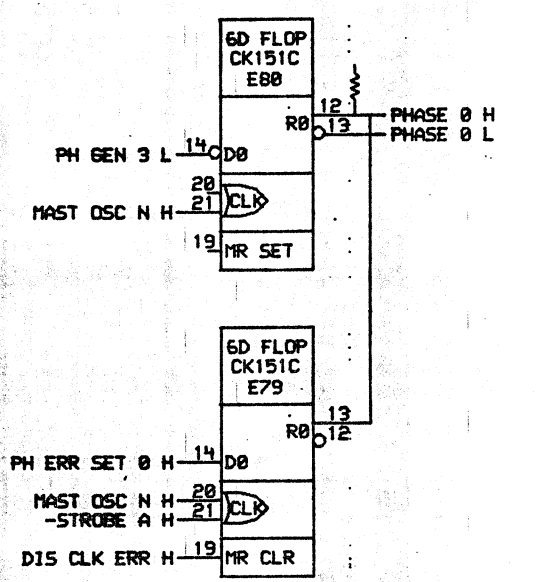 6D FLOP
CK151C
E80
12
R0
PHASE 0 H
13
PHASE 0 L
PH GEN 3 L
14
D0
20
CLK
MAST OSC N H
21
19
MR SET
6D FLOP
CK151C
E79
13
R0
12
PH ERR SET 0 H
14
D0
MAST OSC N H
20
CLK
-STROBE A H
21
DIS CLK ERR H
19
MR CLR